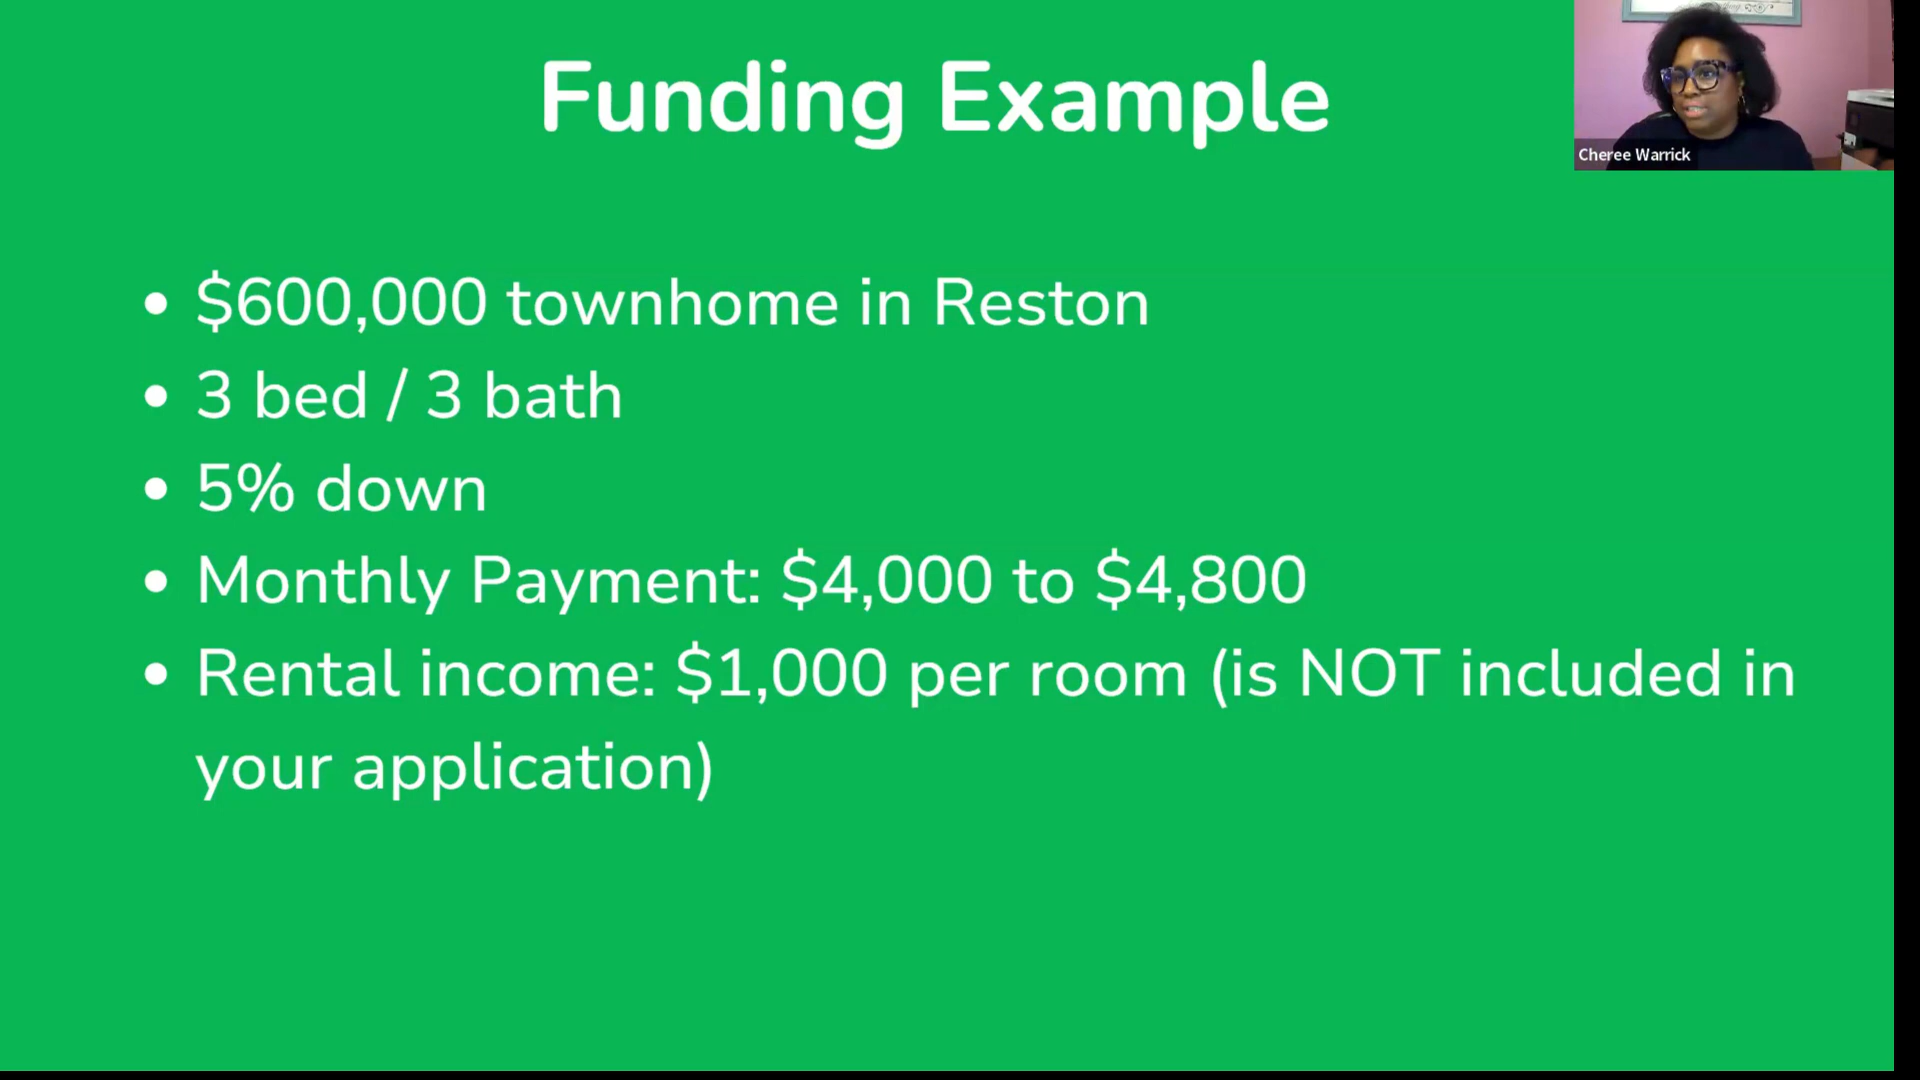 Funding Example
Cheree Warrick
• $600,000 townhome in Reston
• 3 bed / 3 bath
• 5% down
• Monthly Payment: $4,000 to $4,800
• Rental income: $1,000 per room (is NOT included in
your application)